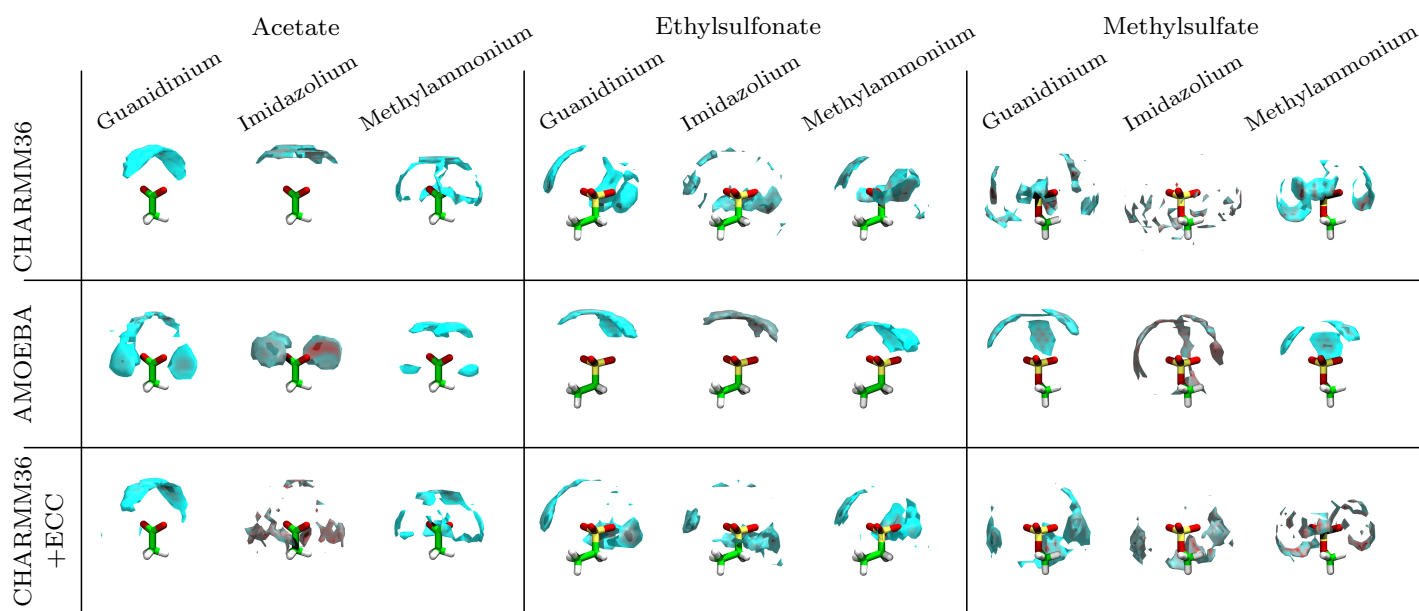 Acetate
Ethylsulfonate
Methylsulfate
Guanidinium
Imidazolium
Methylammonium
Guanidinium
Imidazolium
Methylammonium
Guanidinium
Imidazolium
Methylammonium
CHARMM36
AMOEBA
CHARMM36
+ECC